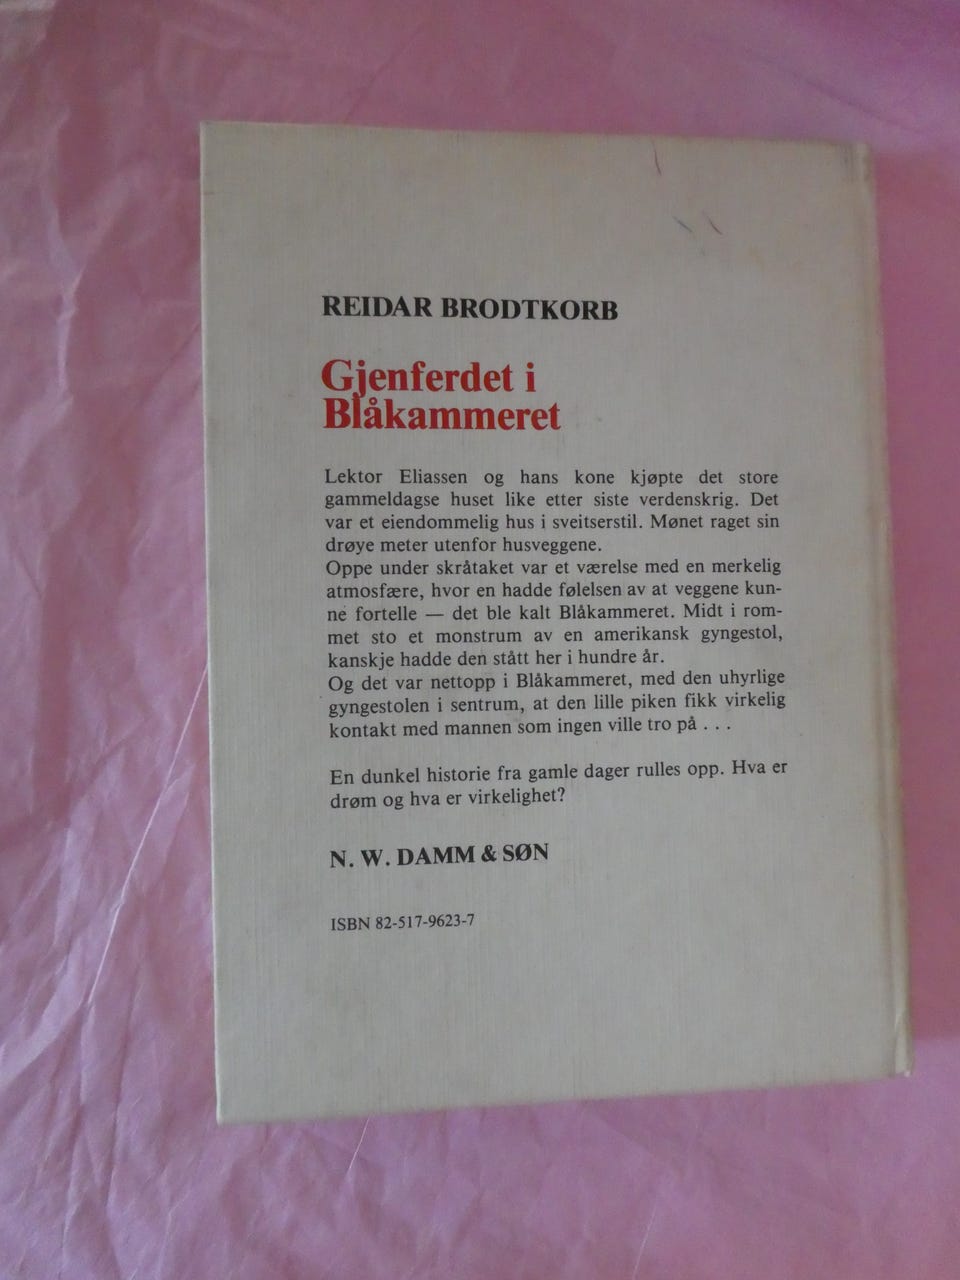 REIDAR BRODTKORB
Gjenferdet i
Blåkammeret
Lektor Eliassen og hans kone kjøpte det store
gammeldagse huset like etter siste verdenskrig. Det
var et eiendommelig hus i sveitserstil. Mønet raget sin
drøye meter utenfor husveggene.
Oppe under skråtaket var et værelse med en merkelig
atmosfære, hvor en hadde følelsen av at veggene kun-
ne fortelle — det ble kalt Blåkammeret. Midt i rom-
met sto et monstrum av en amerikansk gyngestol,
kanskje hadde den stått her i hundre år.
Og det var nettopp i Blåkammeret, med den uhyrlige
gyngestolen i sentrum, at den lille piken fikk virkelig
kontakt med mannen som ingen ville tro på . . .
En dunkel historie fra gamle dager rulles opp. Hva er
drøm og hva er virkelighet?
N. W. DAMM & SØN
ISBN 82-517-9623-7